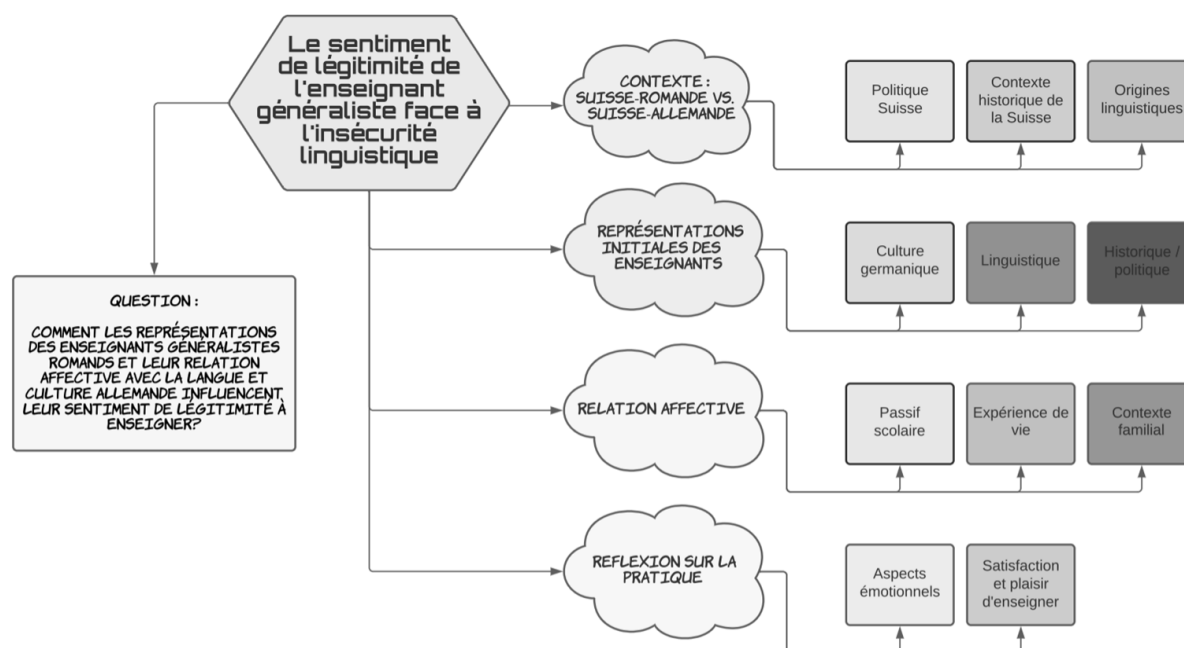 Le sentiment
de légitimité de
l'enseignant
généraliste face à
l'insécurité
linguistique
QUESTION :
COMMENT LES REPRÉSENTATIONS
DES ENSEIGNANTS GÉNÉRALISTES
ROMANDS ET LEUR RELATION
AFFECTIVE AVEC LA LANGUE ET
CULTURE ALLEMANDE INFLUENCENT
LEUR SENTIMENT DE LÉGITIMITÉ À
ENSEIGNER?
CONTEXTE :
SUISSE-ROMANDE VS.
SUISSE-ALLEMANDE
Politique
Suisse
Contexte
historique de
la Suisse
Origines
linguistiques
REPRÉSENTATIONS
INITIALES DES
ENSEIGNANTS
Culture
germanique
Linguistique
Historique /
politique
RELATION AFFECTIVE
Passif
scolaire
Expérience de
vie
Contexte
familial
REFLEXION SUR LA
PRATIQUE
Aspects
émotionnels
Satisfaction
et plaisir
d'enseigner